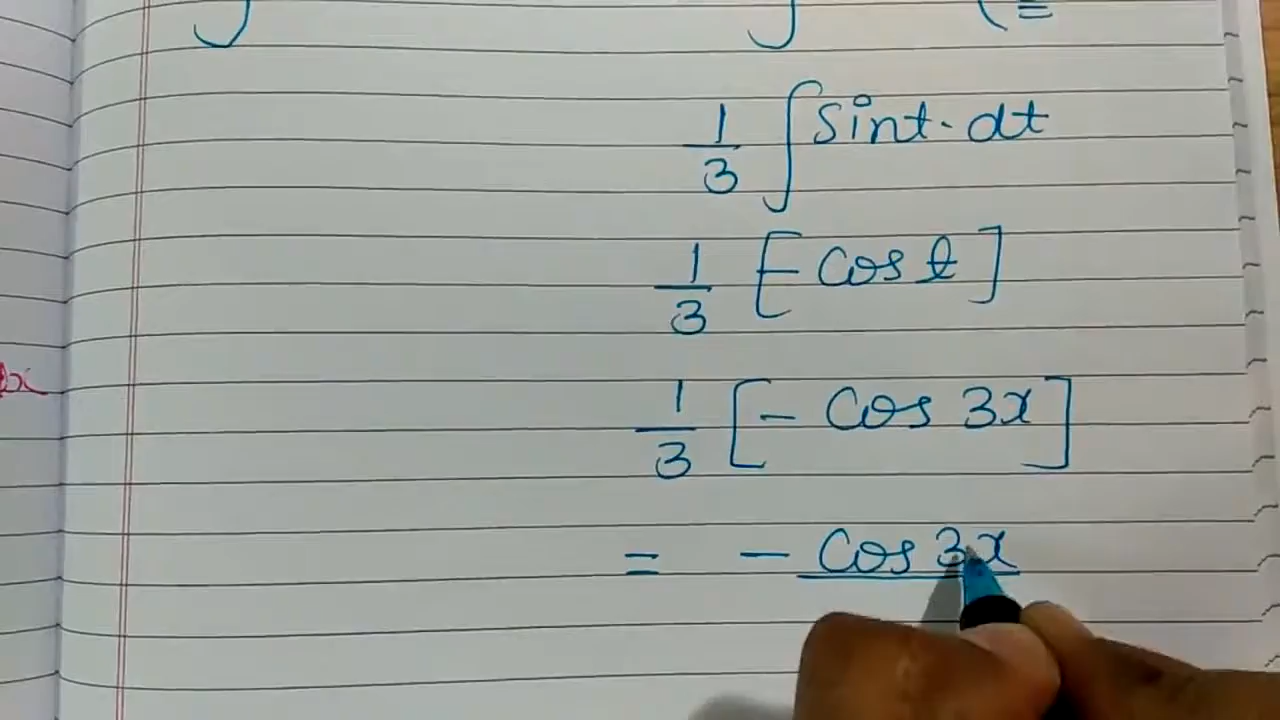 1/3 ∫ sint · dt
1/3 [- cos t]
1/3 [- cos 3x]
= - cos 3x
x